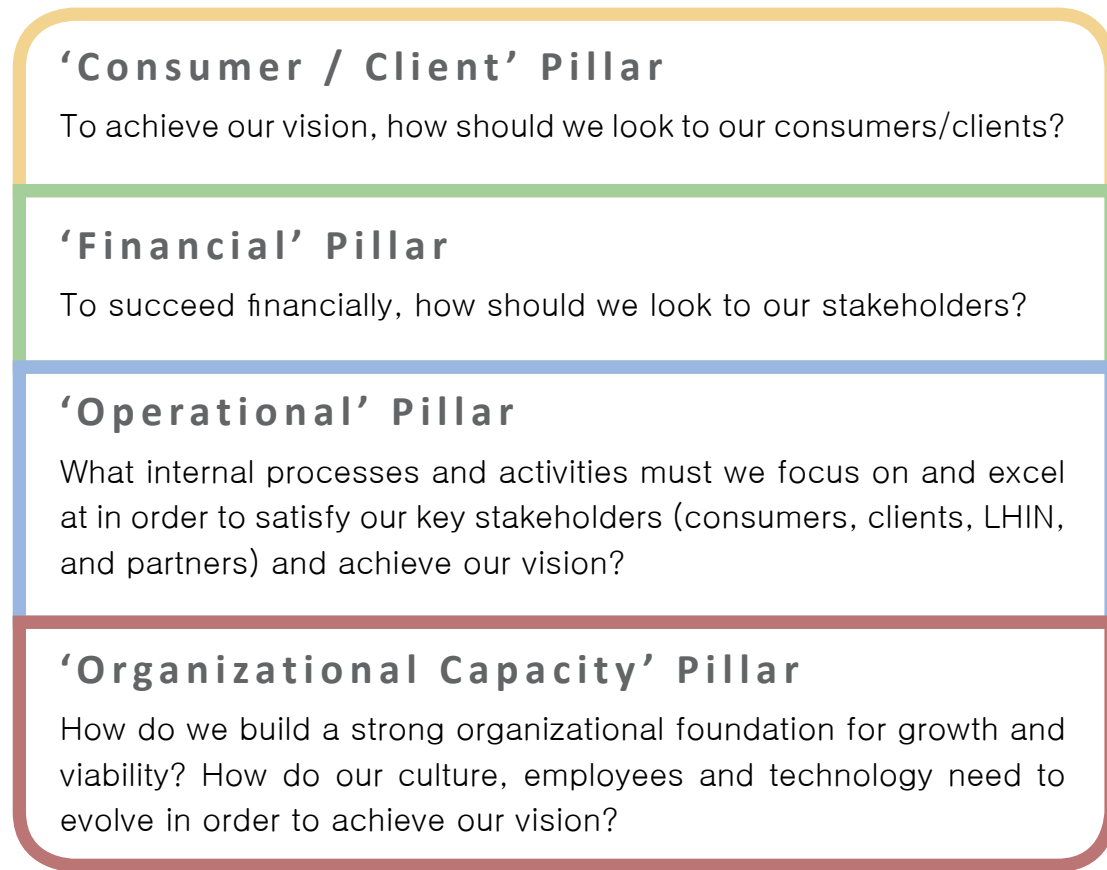 ‘Consumer / Client’ Pillar
To achieve our vision, how should we look to our consumers/clients?
‘Financial’ Pillar
To succeed financially, how should we look to our stakeholders?
‘Operational’ Pillar
What internal processes and activities must we focus on and excel
at in order to satisfy our key stakeholders (consumers, clients, LHIN,
and partners) and achieve our vision?
‘Organizational Capacity’ Pillar
How do we build a strong organizational foundation for growth and
viability? How do our culture, employees and technology need to
evolve in order to achieve our vision?